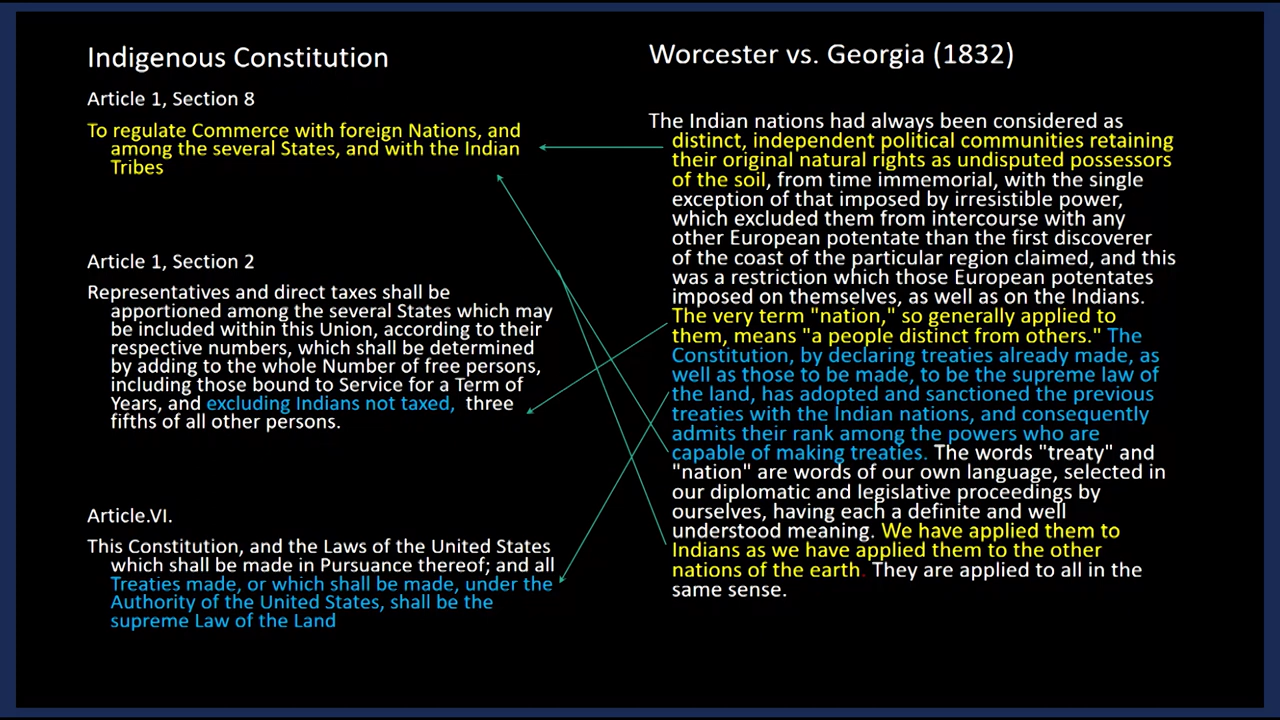 Indigenous Constitution
Article 1, Section 8
To regulate Commerce with foreign Nations, and
among the several States, and with the Indian
Tribes
Article 1, Section 2
Representatives and direct taxes shall be
apportioned among the several States which may
be included within this Union, according to their
respective numbers, which shall be determined
by adding to the whole Number of free persons,
including those bound to Service for a Term of
Years, and excluding Indians not taxed, three
fifths of all other persons.
Article.VI.
This Constitution, and the Laws of the United States
which shall be made in Pursuance thereof; and all
Treaties made, or which shall be made, under the
Authority of the United States, shall be the
supreme Law of the Land
Worcester vs. Georgia (1832)
The Indian nations had always been considered as
distinct, independent political communities retaining
their original natural rights as undisputed possessors
of the soil, from time immemorial, with the single
exception of that imposed by irresistible power,
which excluded them from intercourse with any
other European potentate than the first discoverer
of the coast of the particular region claimed, and this
was a restriction which those European potentates
imposed on themselves, as well as on the Indians.
The very term "nation," so generally applied to
them, means "a people distinct from others." The
Constitution, by declaring treaties already made, as
well as those to be made, to be the supreme law of
the land, has adopted and sanctioned the previous
treaties with the Indian nations, and consequently
admits their rank among the powers who are
capable of making treaties. The words "treaty" and
"nation" are words of our own language, selected in
our diplomatic and legislative proceedings by
ourselves, having each a definite and well
understood meaning. We have applied them to
Indians as we have applied them to the other
nations of the earth. They are applied to all in the
same sense.